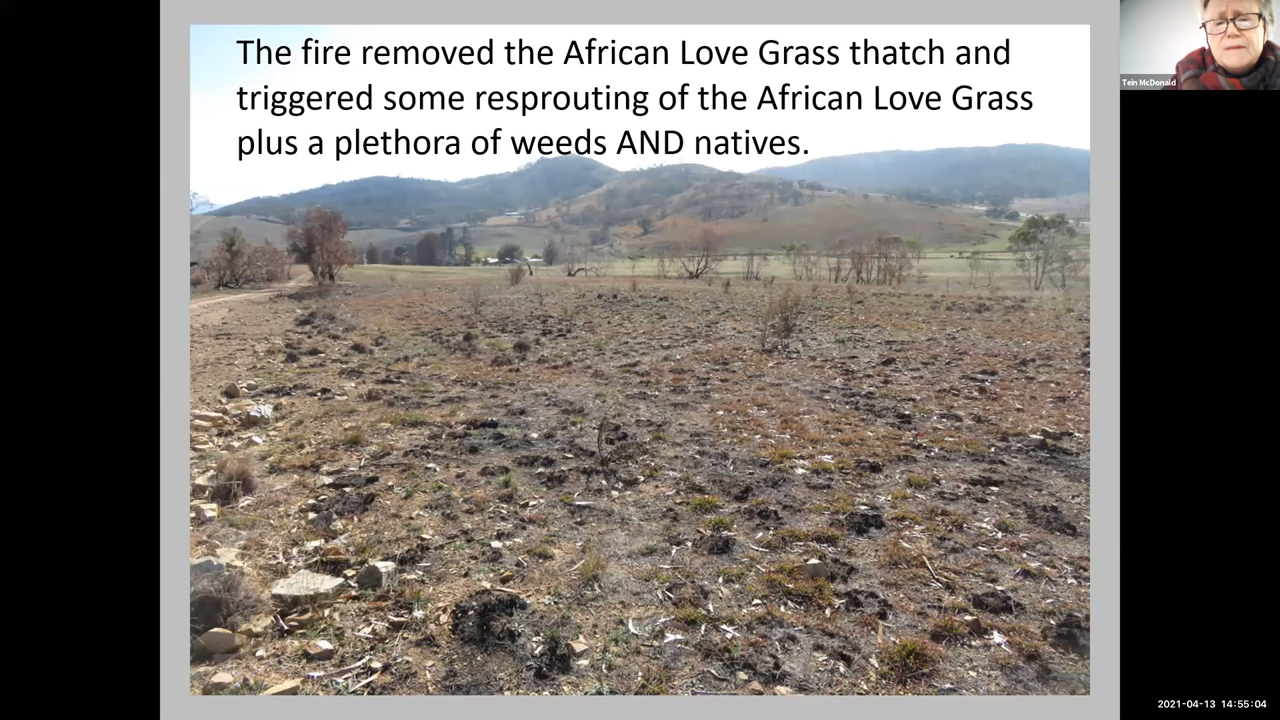 The fire removed the African Love Grass thatch and
triggered some resprouting of the African Love Grass
plus a plethora of weeds AND natives.
Tein McDonald
2021-04-13 14:55:04